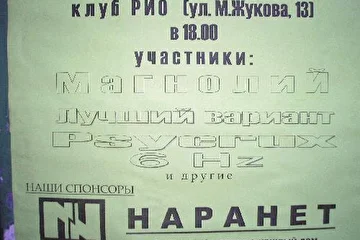 клуб РИО (ул. М.Жукова, 13)
в 18.00
участники:
Магнолий
Лучший вариант
Psycrux
6 Hz
и другие
НАШИ СПОНСОРЫ
НАРАНЕТ